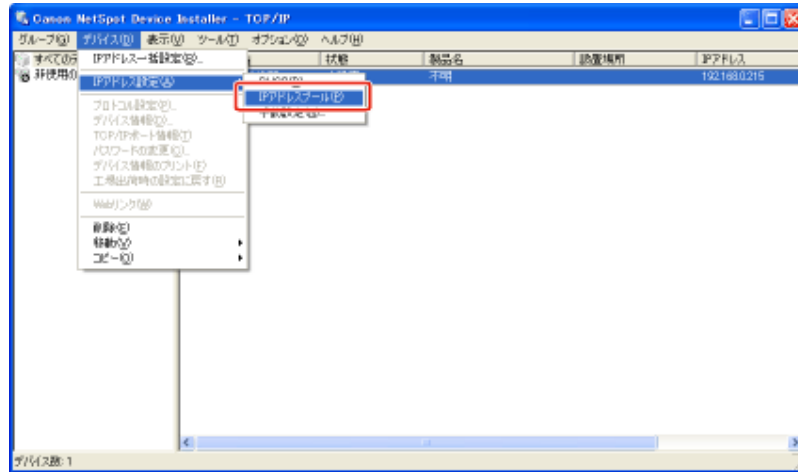 Canon NetSpot Device Installer - TCP/IP
グループ(G) デバイス(D) 表示(V) ツール(T) オプション(O) ヘルプ(H)
状態 製品名 設置場所 IPアドレス
すべての
非使用の
不明 192.168.0.215
IPアドレス一括設定(B)...
IPアドレス設定(A)
IPアドレスプール(P)
プロトコル設定(P)...
デバイス情報(D)...
TCP/IPポート情報(T)
パスワードの変更(Q)...
デバイス情報のプリント(F)
工場出荷時の設定に戻す(R)
Webリンク(W)
削除(E)
移動(V)
コピー(Q)
デバイス数: 1